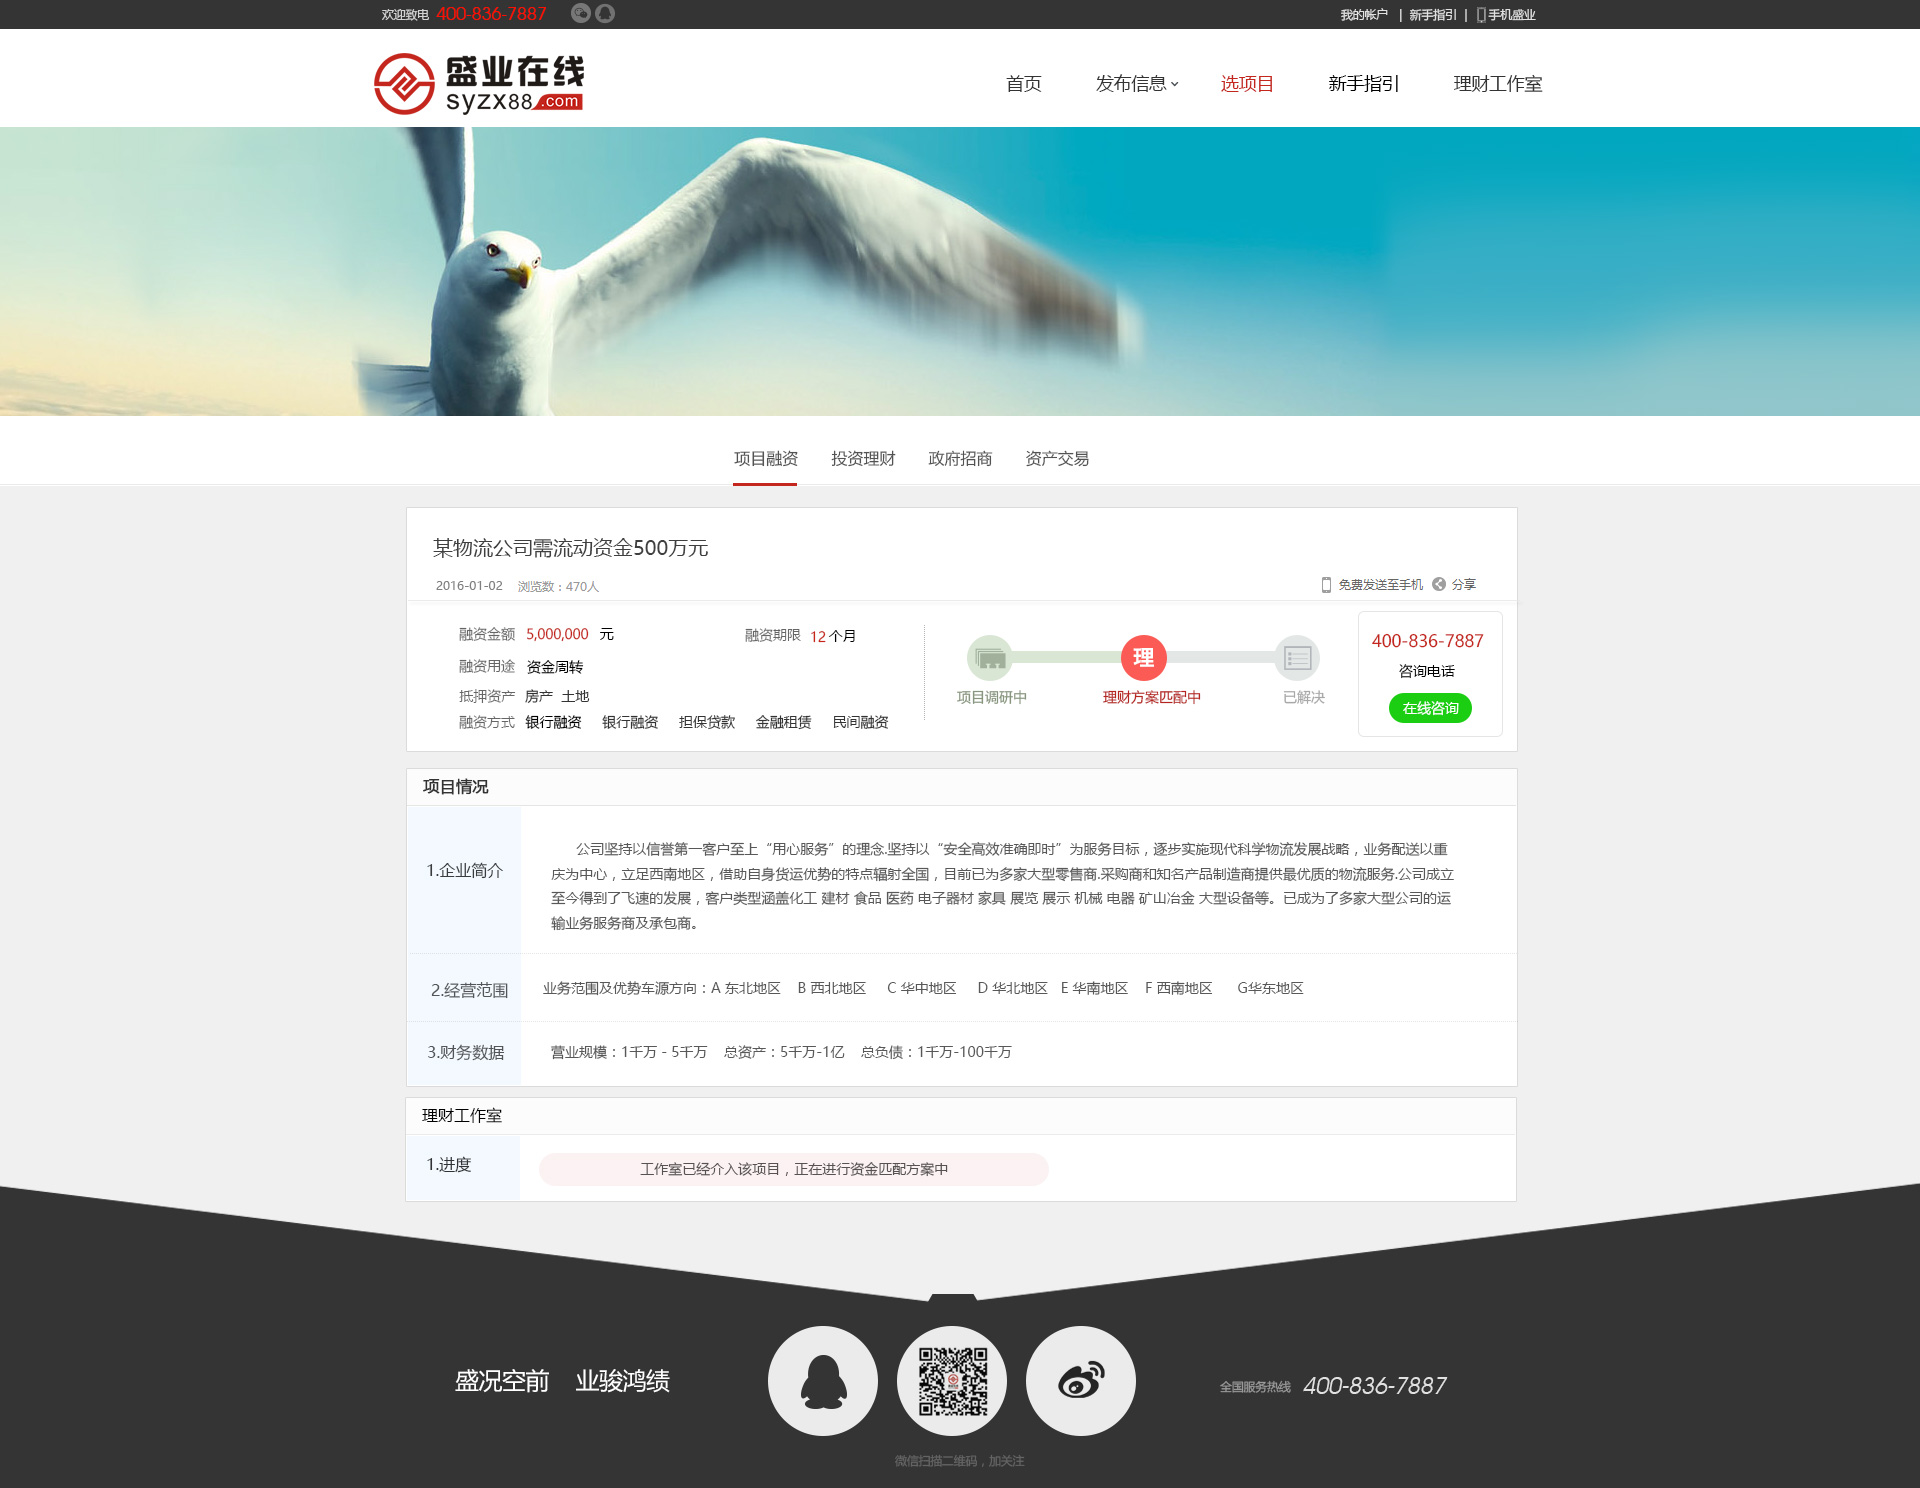 欢迎致电 400-836-7887
我的帐户 | 新手指引 | 手机盛业
盛业在线
syzx88.com
首页 发布信息 选项目 新手指引 理财工作室
项目融资 投资理财 政府招商 资产交易
某物流公司需流动资金500万元
2016-01-02 浏览数：470人
免费发送至手机 分享
融资金额 5,000,000 元
融资期限 12个月
融资用途 资金周转
抵押资产 房产 土地
融资方式 银行融资 银行融资 担保贷款 金融租赁 民间融资
理
项目调研中 理财方案匹配中 已解决
400-836-7887
咨询电话
在线咨询
项目情况
1.企业简介
公司坚持以信誉第一客户至上“用心服务”的理念.坚持以“安全高效准确即时”为服务目标，逐步实施现代科学物流发展战略，业务配送以重
庆为中心，立足西南地区，借助自身货运优势的特点辐射全国，目前已为多家大型零售商.采购商和知名产品制造商提供最优质的物流服务.公司成立
至今得到了飞速的发展，客户类型涵盖化工 建材 食品 医药 电子器材 家具 展览 展示 机械 电器 矿山冶金 大型设备等。已成为了多家大型公司的运
输业务服务商及承包商。
2.经营范围
业务范围及优势车源方向：A 东北地区 B 西北地区 C 华中地区 D 华北地区 E 华南地区 F 西南地区 G华东地区
3.财务数据
营业规模：1千万 - 5千万 总资产：5千万-1亿 总负债：1千万-100千万
理财工作室
1.进度
工作室已经介入该项目，正在进行资金匹配方案中
盛况空前 业骏鸿绩
全国服务热线 400-836-7887
微信扫描二维码，加关注